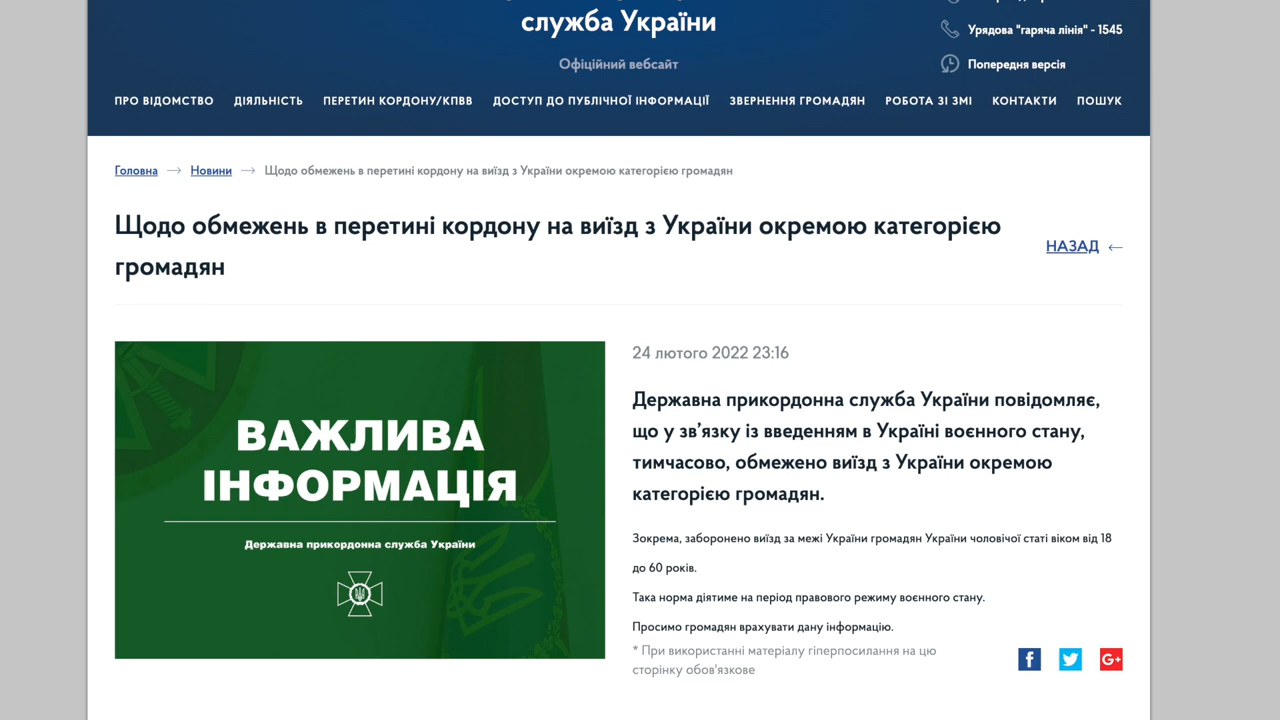 служба України
Урядова "гаряча лінія" - 1545
Офіційний вебсайт
Попередня версія
ПРО ВІДОМСТВО ДІЯЛЬНІСТЬ ПЕРЕТИН КОРДОНУ/КПВВ ДОСТУП ДО ПУБЛІЧНОЇ ІНФОРМАЦІЇ ЗВЕРНЕННЯ ГРОМАДЯН РОБОТА ЗІ ЗМІ КОНТАКТИ ПОШУК
Головна → Новини → Щодо обмежень в перетині кордону на виїзд з України окремою категорією громадян
Щодо обмежень в перетині кордону на виїзд з України окремою категорією
громадян
НАЗАД ←
ВАЖЛИВА
ІНФОРМАЦІЯ
Державна прикордонна служба України
24 лютого 2022 23:16
Державна прикордонна служба України повідомляє,
що у зв’язку із введенням в Україні воєнного стану,
тимчасово, обмежено виїзд з України окремою
категорією громадян.
Зокрема, заборонено виїзд за межі України громадян України чоловічої статі віком від 18
до 60 років.
Така норма діятиме на період правового режиму воєнного стану.
Просимо громадян врахувати дану інформацію.
* При використанні матеріалу гіперпосилання на цю
сторінку обов'язкове